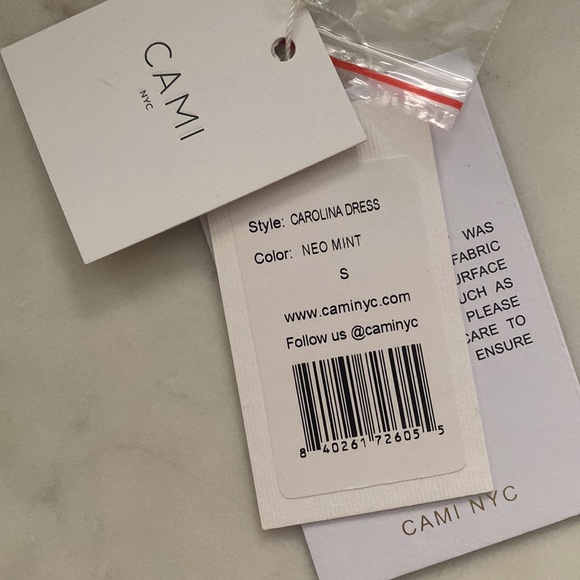 CAMI
NYC
Style: CAROLINA DRESS
Color: NEO MINT
S
www.caminyc.com
Follow us @caminyc
8 40261 72605 5
WAS
FABRIC
URFACE
UCH AS
PLEASE
CARE TO
ENSURE
CAMI NYC